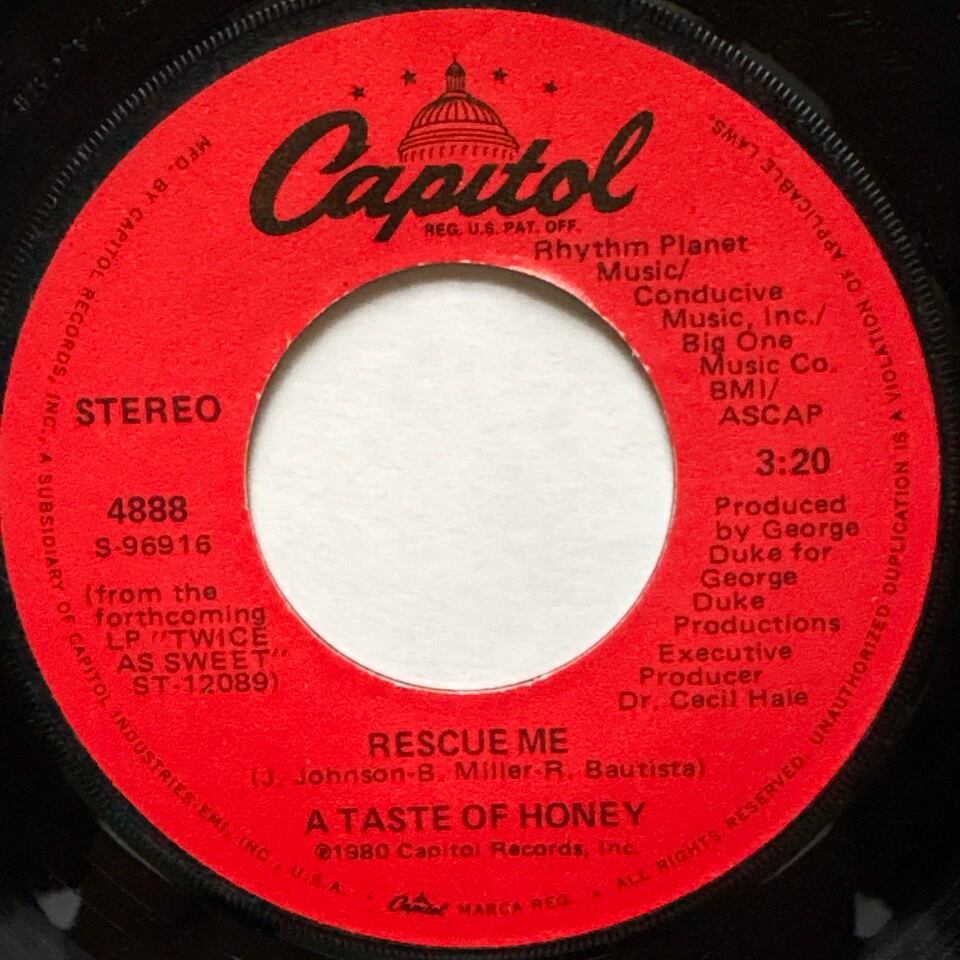 Capitol
REG. U.S. PAT. OFF.
Rhythm Planet
Music/
Conducive
Music, Inc./
Big One
Music Co.
BMI/
ASCAP
3:20
STEREO
4888
S-96916
(from the
forthcoming
LP "TWICE
AS SWEET"
ST-12089)
Produced
by George
Duke for
George
Duke
Productions
Executive
Producer
Dr. Cecil Hale
RESCUE ME
(J. Johnson-B. Miller-R. Bautista)
A TASTE OF HONEY
℗1980 Capitol Records, Inc.
MFD. BY CAPITOL RECORDS, INC., A SUBSIDIARY OF CAPITOL INDUSTRIES-EMI, INC., U.S.A. • Capitol MARCA REG. • ALL RIGHTS RESERVED. UNAUTHORIZED DUPLICATION IS A VIOLATION OF APPLICABLE LAWS.